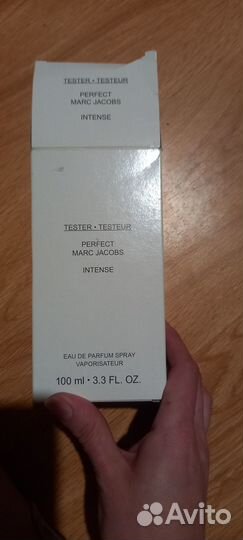 TESTER • TESTEUR
PERFECT
MARC JACOBS
INTENSE
TESTER • TESTEUR
PERFECT
MARC JACOBS
INTENSE
EAU DE PARFUM SPRAY
VAPORISATEUR
100 ml • 3.3 FL. OZ.
Avito